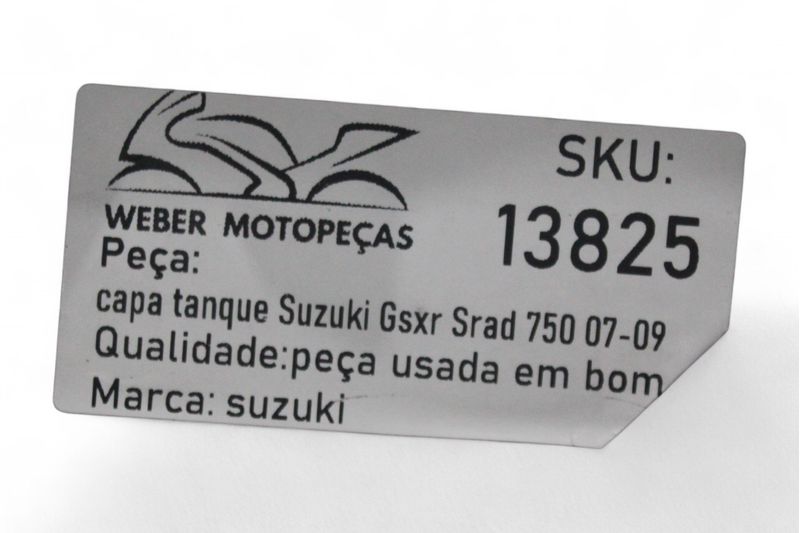 WEBER MOTOPEÇAS
SKU:
13825
Peça:
capa tanque Suzuki Gsxr Srad 750 07-09
Qualidade:peça usada em bom
Marca: suzuki